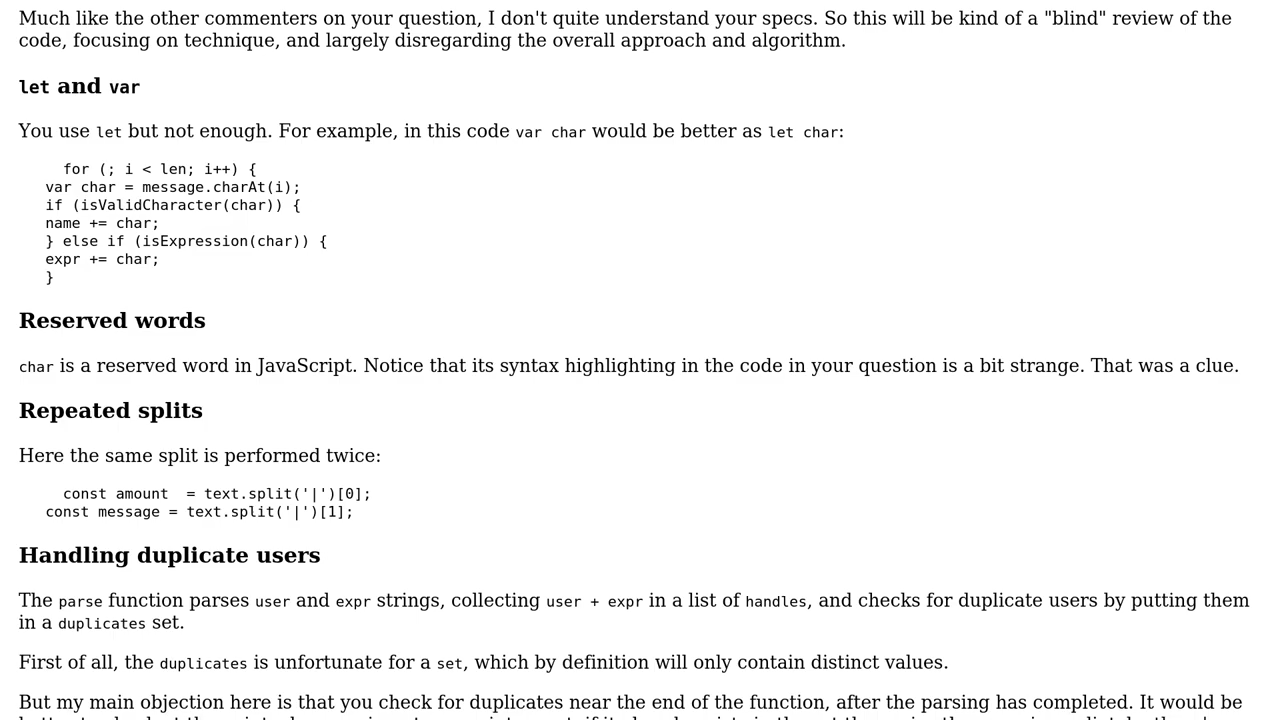 Much like the other commenters on your question, I don't quite understand your specs. So this will be kind of a "blind" review of the
code, focusing on technique, and largely disregarding the overall approach and algorithm.
let and var
You use let but not enough. For example, in this code var char would be better as let char:
for (; i < len; i++) {
var char = message.charAt(i);
if (isValidCharacter(char)) {
name += char;
} else if (isExpression(char)) {
expr += char;
}
Reserved words
char is a reserved word in JavaScript. Notice that its syntax highlighting in the code in your question is a bit strange. That was a clue.
Repeated splits
Here the same split is performed twice:
const amount  = text.split('|')[0];
const message = text.split('|')[1];
Handling duplicate users
The parse function parses user and expr strings, collecting user + expr in a list of handles, and checks for duplicate users by putting them
in a duplicates set.
First of all, the duplicates is unfortunate for a set, which by definition will only contain distinct values.
But my main objection here is that you check for duplicates near the end of the function, after the parsing has completed. It would be